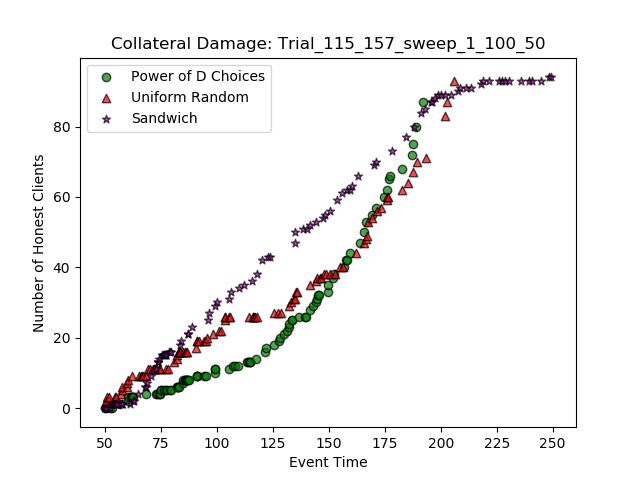 Collateral Damage: Trial_115_157_sweep_1_100_50
Power of D Choices
Uniform Random
Sandwich
Number of Honest Clients
80
60
40
20
0
50 75 100 125 150 175 200 225 250
Event Time